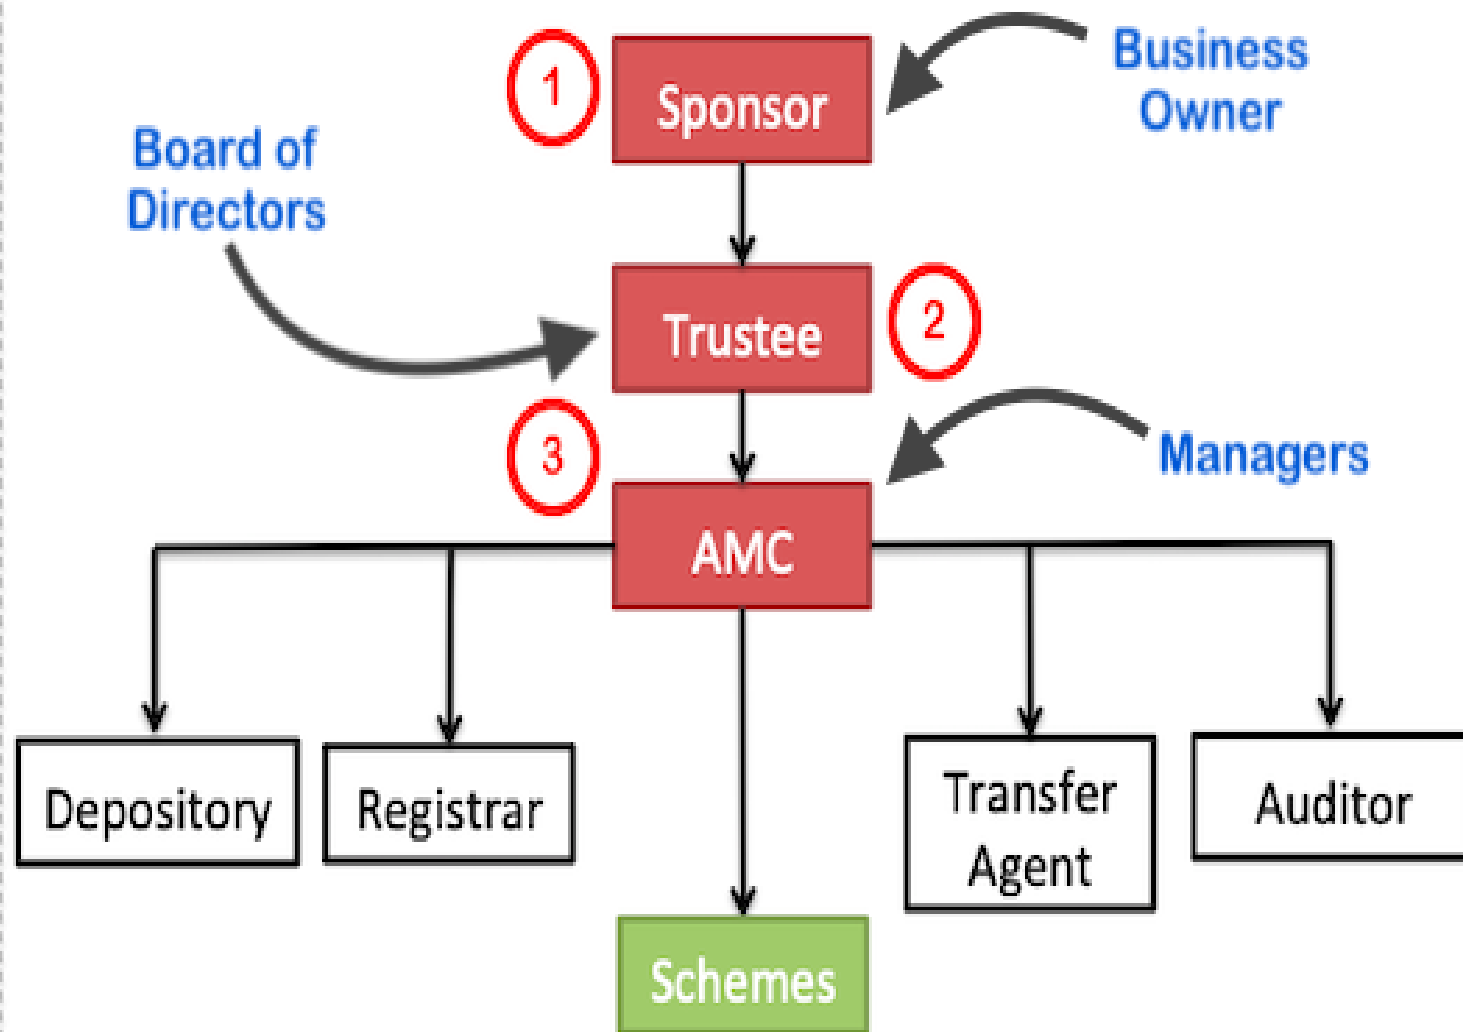 1
Sponsor
Business
Owner
Board of
Directors
Trustee
2
3
Managers
AMC
Depository
Registrar
Transfer
Agent
Auditor
Schemes